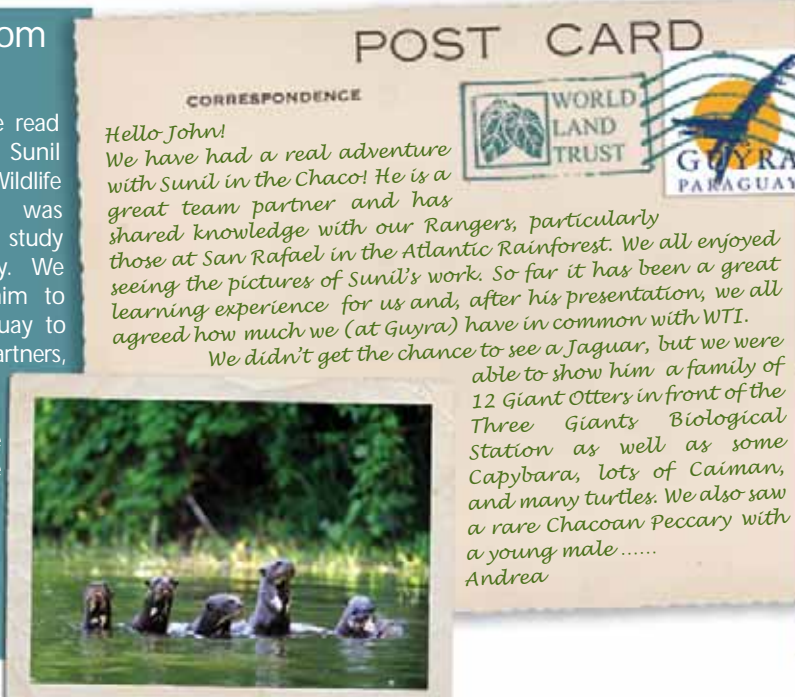 om
e read
Sunil
Wildlife
was
study
y. We
him to
uay to
artners,
POST CARD
CORRESPONDENCE
WORLD
LAND
TRUST
GUYRA
PARAGUAY
Hello John!
We have had a real adventure
with Sunil in the Chaco! He is a
great team partner and has
shared knowledge with our Rangers, particularly
those at San Rafael in the Atlantic Rainforest. We all enjoyed
seeing the pictures of Sunil's work. So far it has been a great
learning experience for us and, after his presentation, we all
agreed how much we (at Guyra) have in common with WTI.
We didn't get the chance to see a Jaguar, but we were
able to show him a family of
12 Giant Otters in front of the
Three Giants Biological
Station as well as some
Capybara, lots of Caiman,
and many turtles. We also saw
a rare Chacoan Peccary with
a young male ......
Andrea